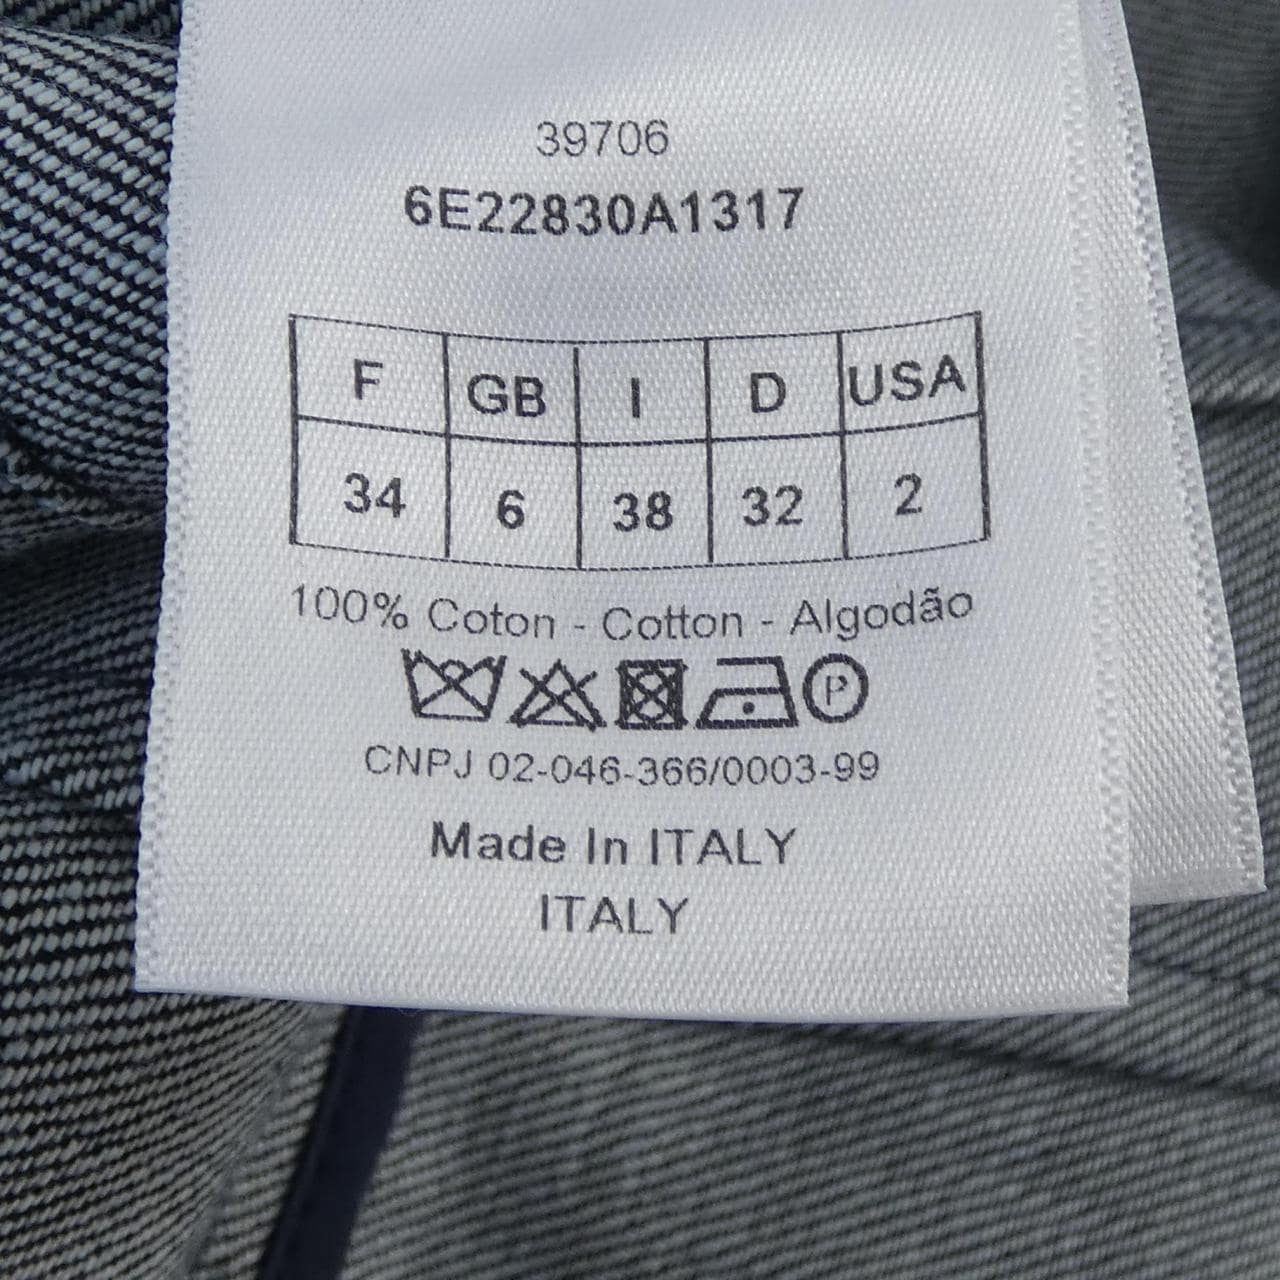 39706
6E22830A1317
F GB I D USA
34 6 38 32 2
100% Coton - Cotton - Algodão
P
CNPJ 02-046-366/0003-99
Made In ITALY
ITALY